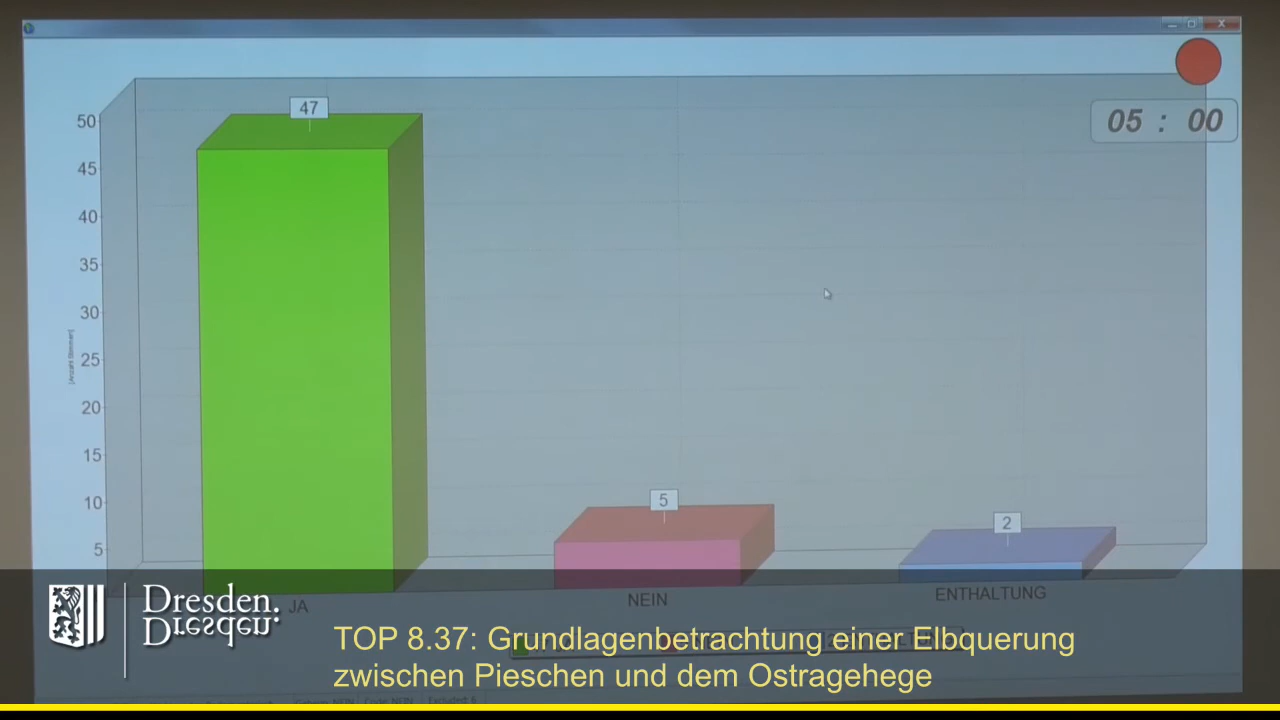 47
05 : 00
50
45
40
35
30
25
20
15
10
5
5
2
JA
NEIN
ENTHALTUNG
Dresden.
Dresden.
TOP 8.37: Grundlagenbetrachtung einer Elbquerung
zwischen Pieschen und dem Ostragehege